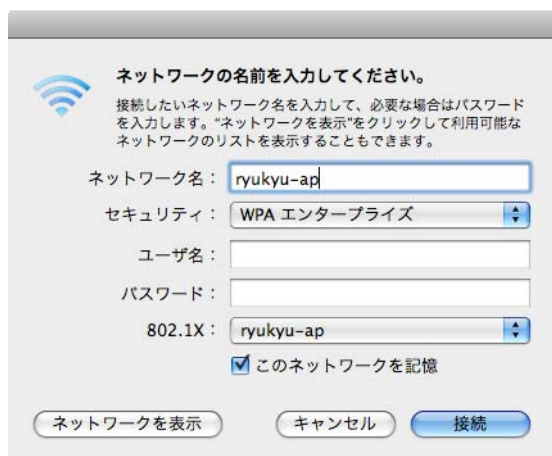 ネットワークの名前を入力してください。
接続したいネットワーク名を入力して、必要な場合はパスワード
を入力します。“ネットワークを表示”をクリックして利用可能な
ネットワークのリストを表示することもできます。
ネットワーク名： ryukyu-ap
セキュリティ： WPA エンタープライズ
ユーザ名：
パスワード：
802.1X： ryukyu-ap
このネットワークを記憶
ネットワークを表示 キャンセル 接続